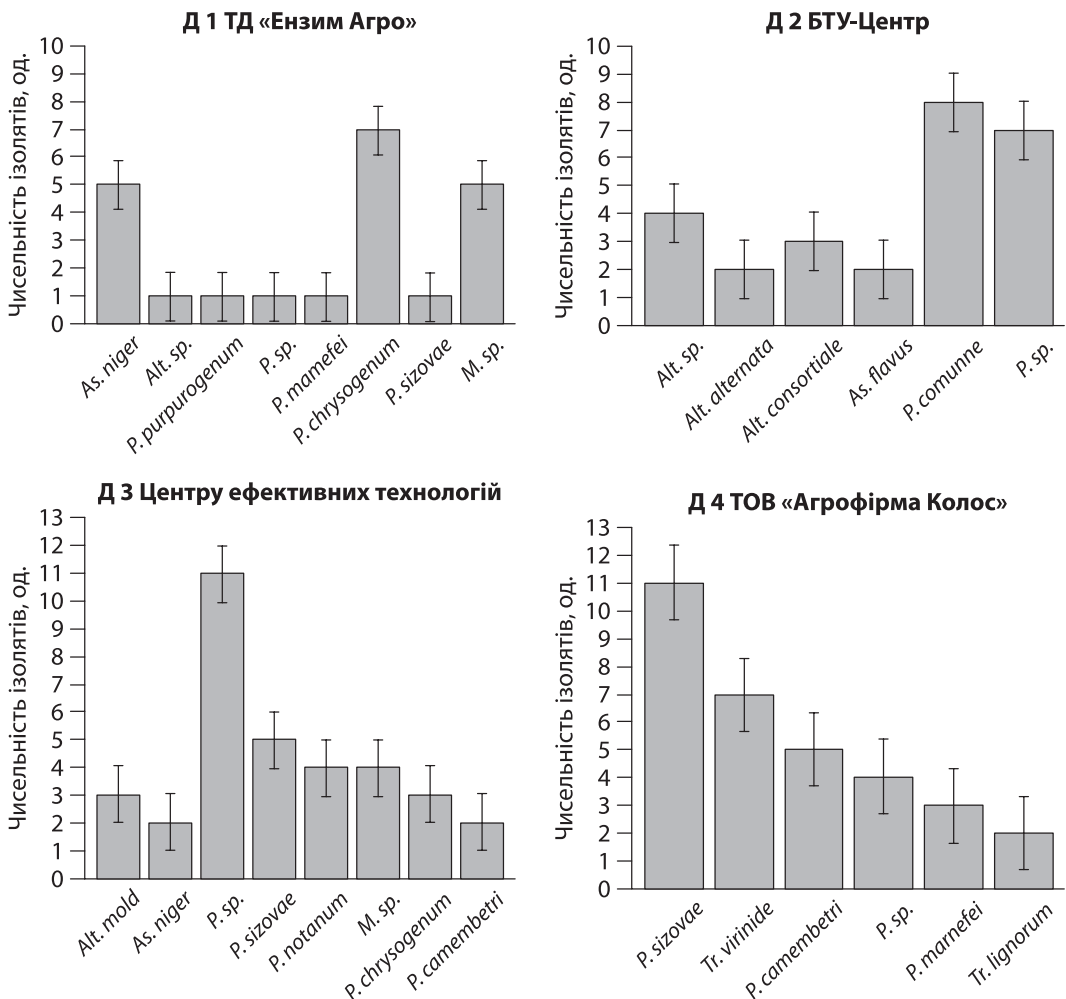 Д 1 ТД «Ензим Агро»
Чисельність ізолятів, од.
10
9
8
7
6
5
4
3
2
1
0
As. niger
Alt. sp.
P. purpurogenum
P. sp.
P. mamefei
P. chrysogenum
P. sizovae
M. sp.
Д 2 БТУ-Центр
Чисельність ізолятів, од.
10
9
8
7
6
5
4
3
2
1
0
Alt. sp.
Alt. alternata
Alt. consortiale
As. flavus
P. comunne
P. sp.
Д 3 Центру ефективних технологій
Чисельність ізолятів, од.
13
12
11
10
9
8
7
6
5
4
3
2
1
0
Alt. mold
As. niger
P. sp.
P. sizovae
P. notanum
M. sp.
P. chrysogenum
P. camembetri
Д 4 ТОВ «Агрофірма Колос»
Чисельність ізолятів, од.
13
12
11
10
9
8
7
6
5
4
3
2
1
0
P. sizovae
Tr. virinide
P. camembetri
P. sp.
P. marnefei
Tr. lignorum